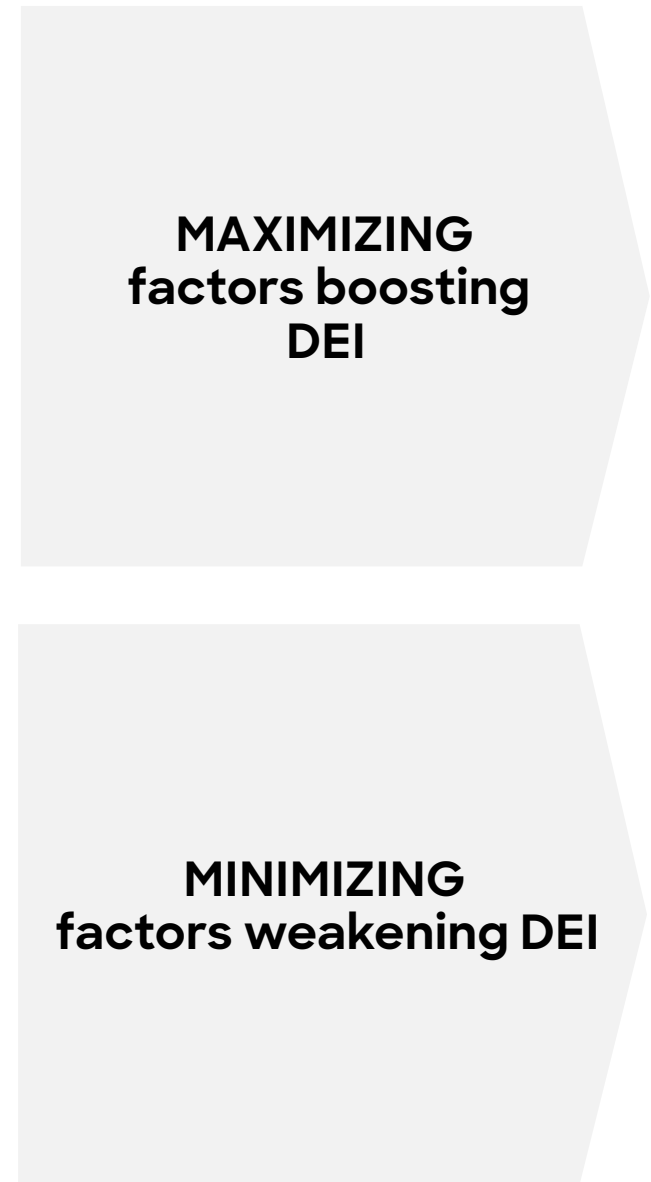 MAXIMIZING
factors boosting
DEI
MINIMIZING
factors weakening DEI